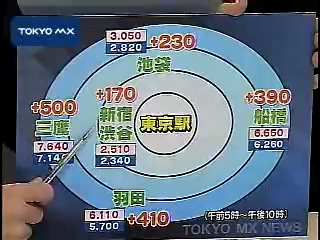 TOKYO MX
3.050
2.820
+230
池袋
+500
三鷹
7.640
7.140
+170
新宿
渋谷
2.510
2.340
東京駅
+390
船橋
6.650
6.260
羽田
6.110
5.700
+410
(午前5時〜午後10時)
TOKYO MX NEWS